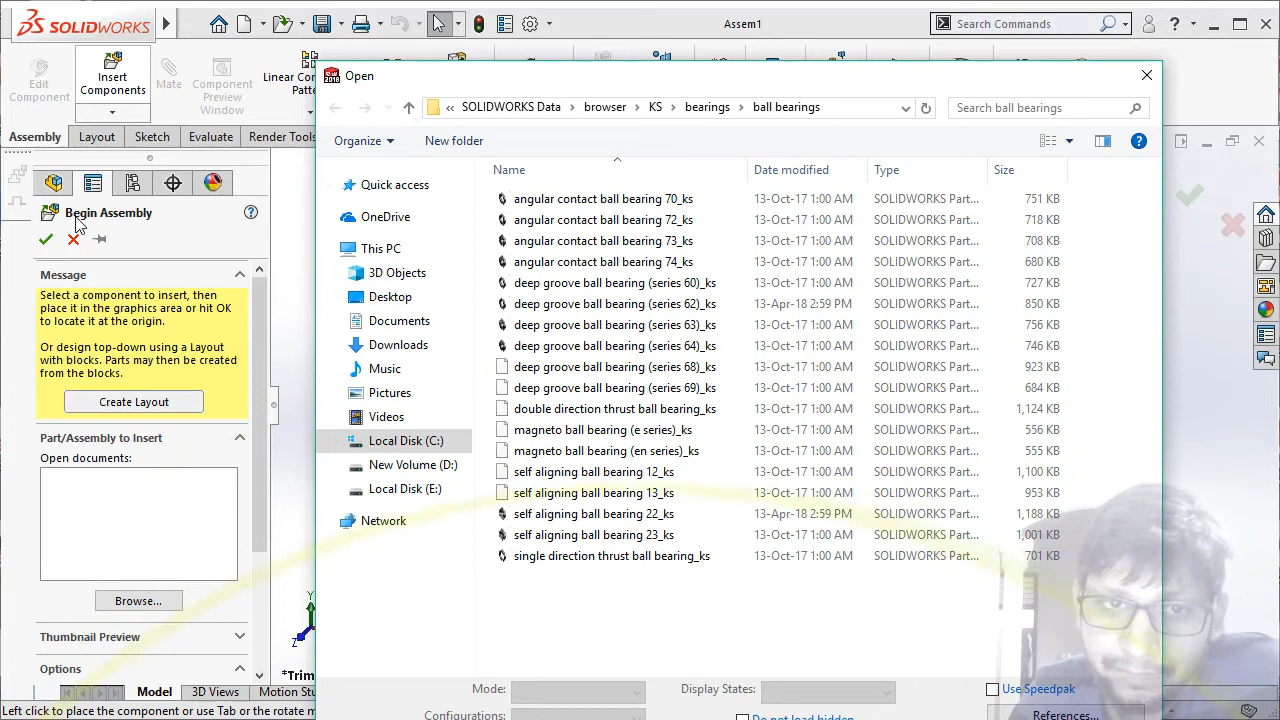 SOLIDWORKS
Assem1
Search Commands
Edit
Component
Insert
Components
Mate
Component
Preview
Window
Linear Com
Patte
Assembly
Layout
Sketch
Evaluate
Render Tools
Begin Assembly
Message
Select a component to insert, then
place it in the graphics area or hit OK
to locate it at the origin.
Or design top-down using a Layout
with blocks. Parts may then be created
from the blocks.
Create Layout
Part/Assembly to Insert
Open documents:
Browse...
Thumbnail Preview
Options
Open
« SOLIDWORKS Data › browser › KS › bearings › ball bearings
Search ball bearings
Organize
New folder
Quick access
OneDrive
This PC
3D Objects
Desktop
Documents
Downloads
Music
Pictures
Videos
Local Disk (C:)
New Volume (D:)
Local Disk (E:)
Network
Name Date modified Type Size
angular contact ball bearing 70_ks 13-Oct-17 1:00 AM SOLIDWORKS Part... 751 KB
angular contact ball bearing 72_ks 13-Oct-17 1:00 AM SOLIDWORKS Part... 718 KB
angular contact ball bearing 73_ks 13-Oct-17 1:00 AM SOLIDWORKS Part... 708 KB
angular contact ball bearing 74_ks 13-Oct-17 1:00 AM SOLIDWORKS Part... 680 KB
deep groove ball bearing (series 60)_ks 13-Oct-17 1:00 AM SOLIDWORKS Part... 727 KB
deep groove ball bearing (series 62)_ks 13-Apr-18 2:59 PM SOLIDWORKS Part... 850 KB
deep groove ball bearing (series 63)_ks 13-Oct-17 1:00 AM SOLIDWORKS Part... 756 KB
deep groove ball bearing (series 64)_ks 13-Oct-17 1:00 AM SOLIDWORKS Part... 746 KB
deep groove ball bearing (series 68)_ks 13-Oct-17 1:00 AM SOLIDWORKS Part... 923 KB
deep groove ball bearing (series 69)_ks 13-Oct-17 1:00 AM SOLIDWORKS Part... 684 KB
double direction thrust ball bearing_ks 13-Oct-17 1:00 AM SOLIDWORKS Part... 1,124 KB
magneto ball bearing (e series)_ks 13-Oct-17 1:00 AM SOLIDWORKS Part... 556 KB
magneto ball bearing (en series)_ks 13-Oct-17 1:00 AM SOLIDWORKS Part... 555 KB
self aligning ball bearing 12_ks 13-Oct-17 1:00 AM SOLIDWORKS Part... 1,100 KB
self aligning ball bearing 13_ks 13-Oct-17 1:00 AM SOLIDWORKS Part... 953 KB
self aligning ball bearing 22_ks 13-Apr-18 2:59 PM SOLIDWORKS Part... 1,188 KB
self aligning ball bearing 23_ks 13-Oct-17 1:00 AM SOLIDWORKS Part... 1,001 KB
single direction thrust ball bearing_ks 13-Oct-17 1:00 AM SOLIDWORKS Part... 701 KB
Mode:
Display States:
Use Speedpak
Configurations:
Do not load hidden
References...
Y
Z
*Trim
Model
3D Views
Motion Stu
Left click to place the component or use Tab or the rotate m